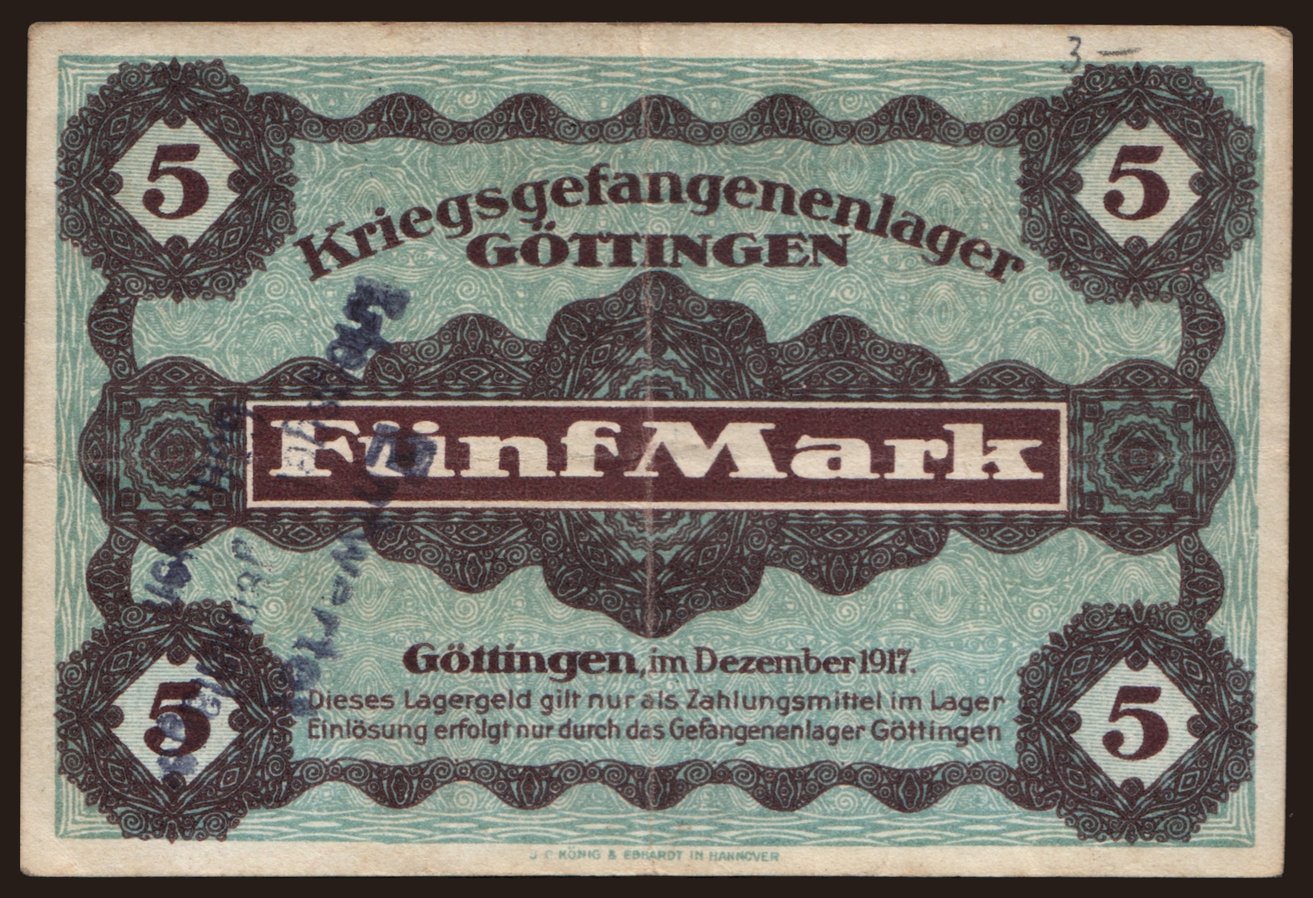 3 —
5
5
Kriegsgefangenenlager
GÖTTINGEN
Fünf Mark
Göttingen, im Dezember 1917.
Dieses Lagergeld gilt nur als Zahlungsmittel im Lager
Einlösung erfolgt nur durch das Gefangenenlager Göttingen
5
5
KÖNIG & EBHARDT IN HANNOVER